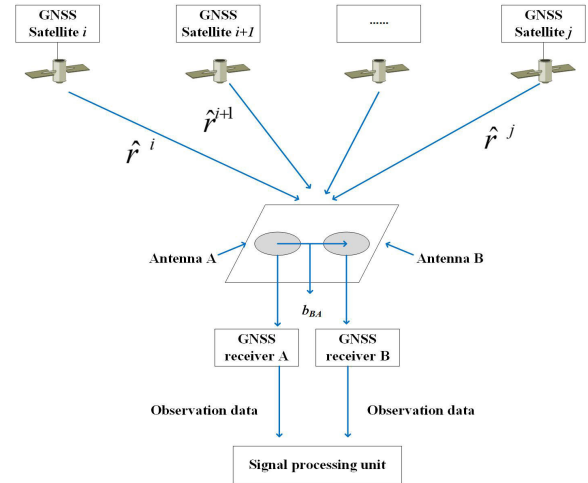 GNSS
Satellite i
GNSS
Satellite i+1
......
GNSS
Satellite j
r̂ i
r̂ i+1
r̂ j
Antenna A
Antenna B
b_BA
GNSS
receiver A
GNSS
receiver B
Observation data
Observation data
Signal processing unit